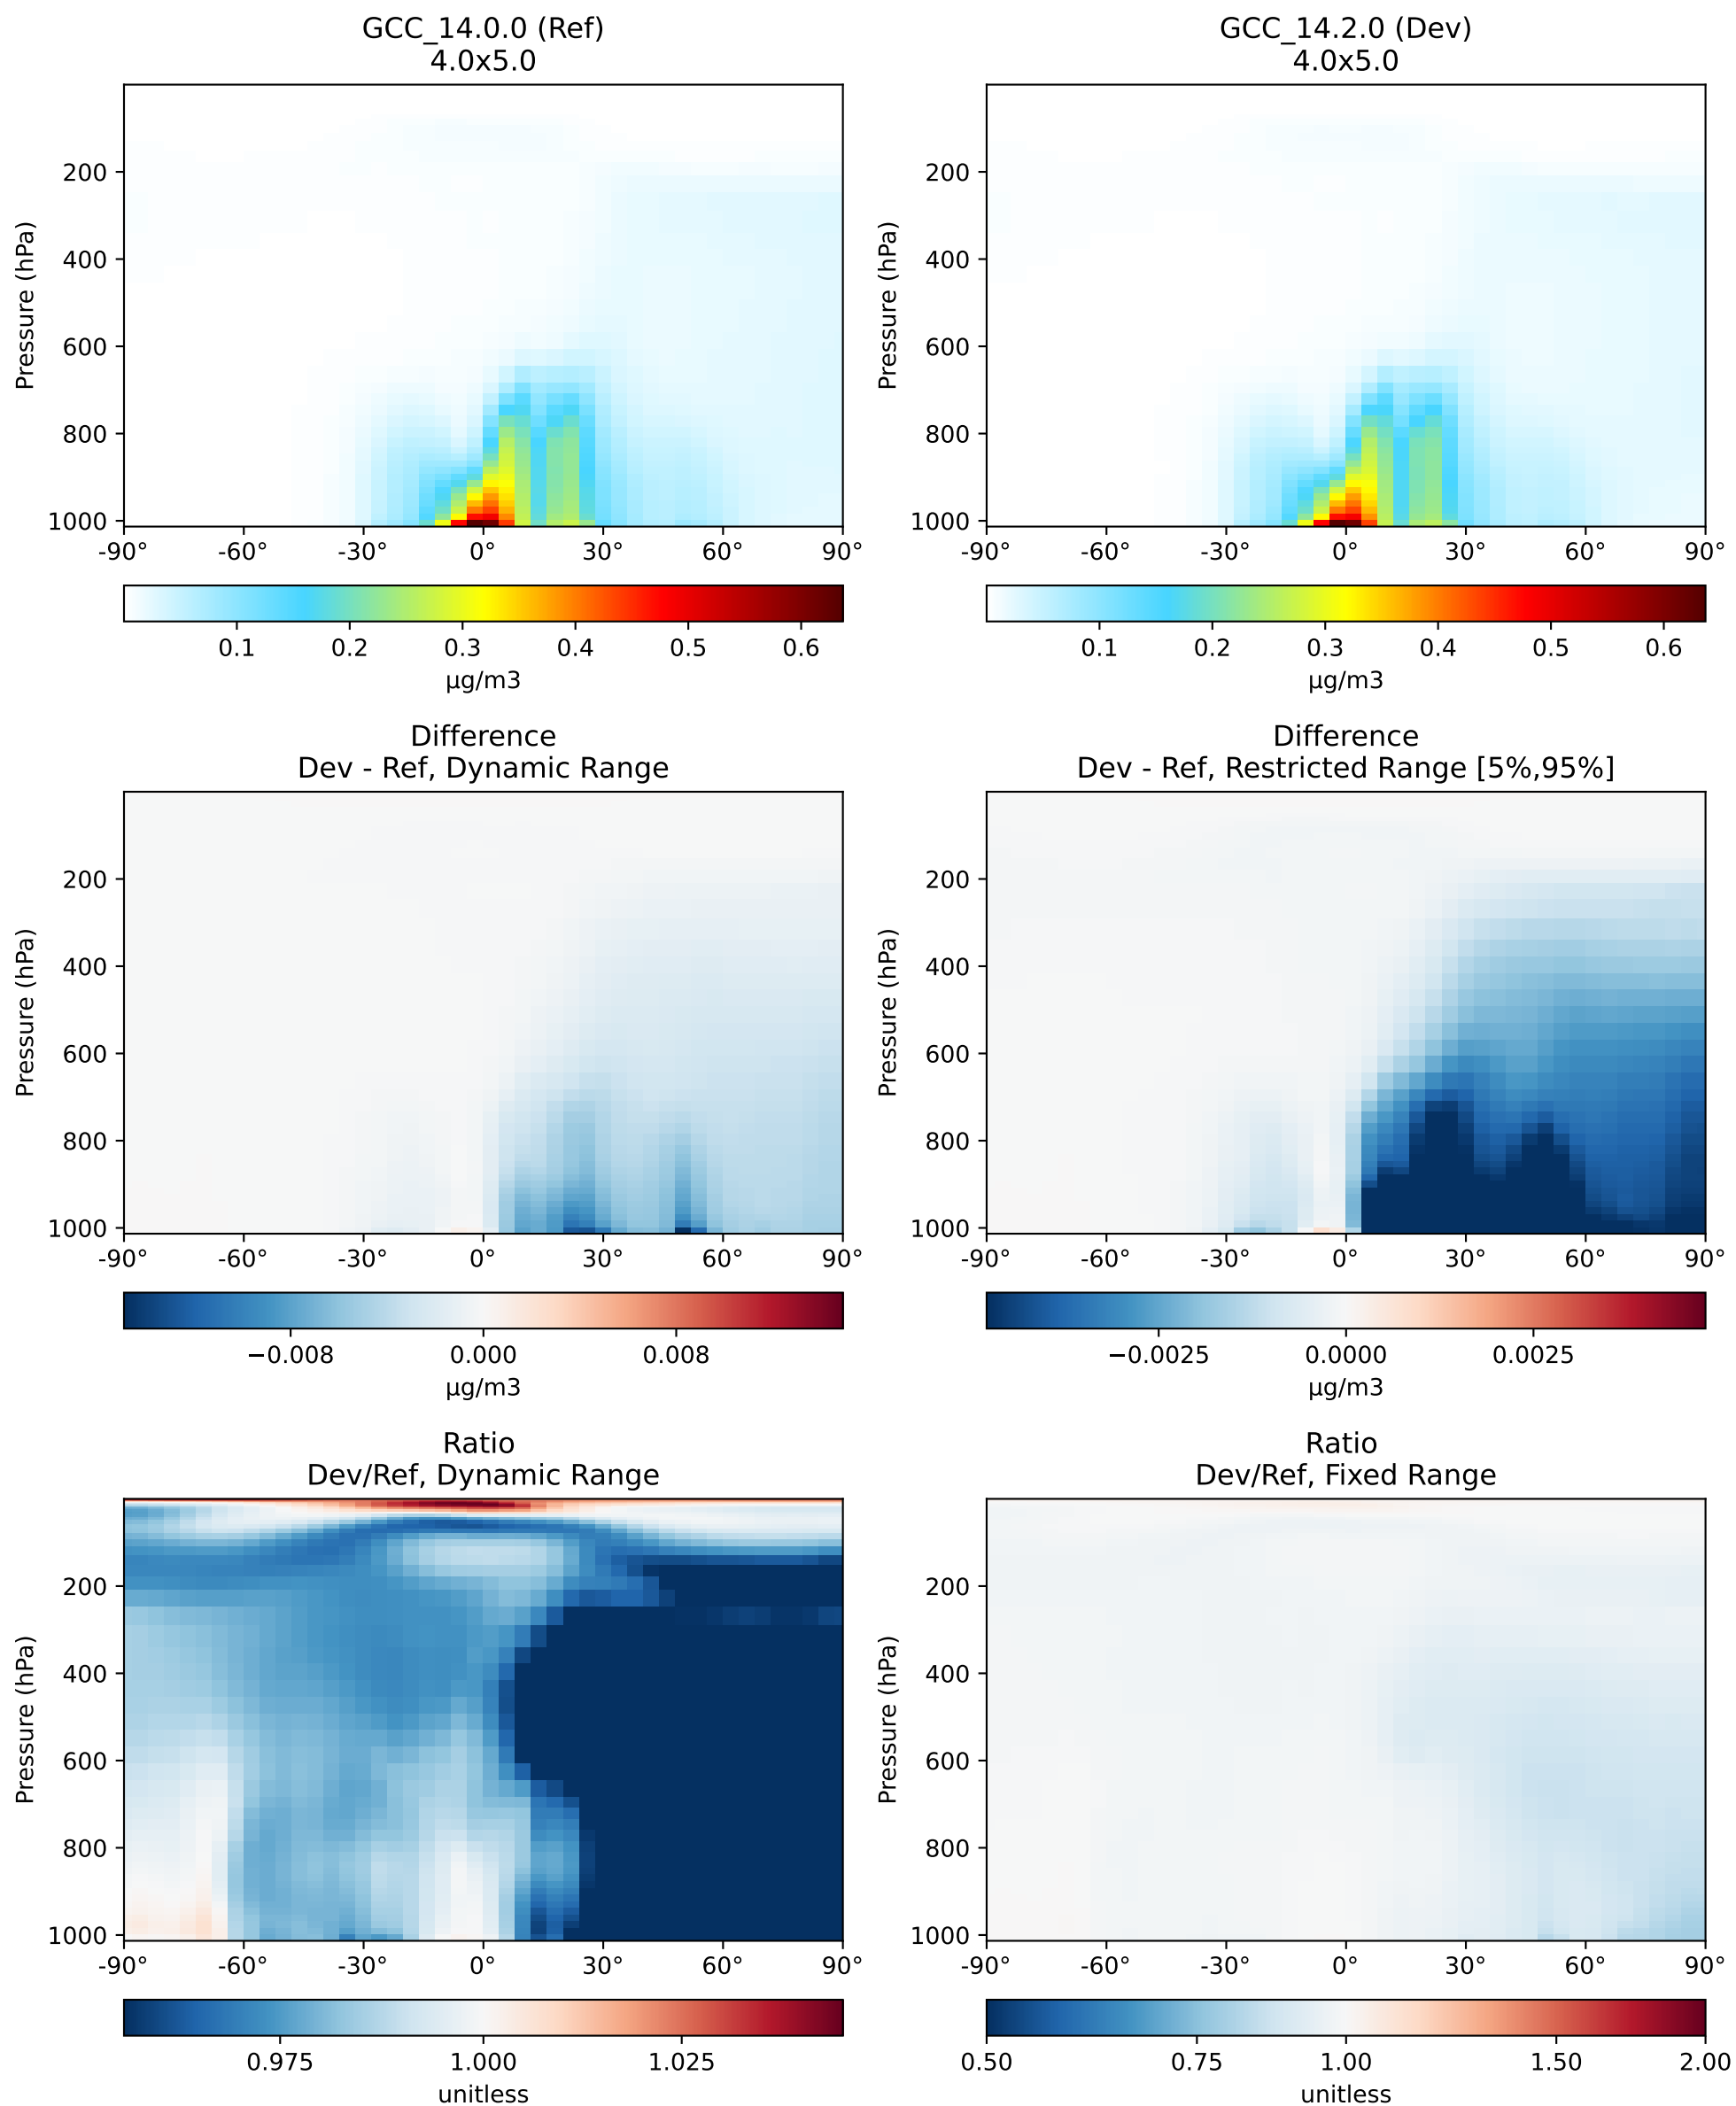 GCC_14.0.0 (Ref)
4.0x5.0
GCC_14.2.0 (Dev)
4.0x5.0
Pressure (hPa)
200
400
600
800
1000
-90° -60° -30° 0° 30° 60° 90°
0.1 0.2 0.3 0.4 0.5 0.6
µg/m3
Pressure (hPa)
200
400
600
800
1000
-90° -60° -30° 0° 30° 60° 90°
0.1 0.2 0.3 0.4 0.5 0.6
µg/m3
Difference
Dev - Ref, Dynamic Range
Pressure (hPa)
200
400
600
800
1000
-90° -60° -30° 0° 30° 60° 90°
−0.008 0.000 0.008
µg/m3
Difference
Dev - Ref, Restricted Range [5%,95%]
Pressure (hPa)
200
400
600
800
1000
-90° -60° -30° 0° 30° 60° 90°
−0.0025 0.0000 0.0025
µg/m3
Ratio
Dev/Ref, Dynamic Range
Pressure (hPa)
200
400
600
800
1000
-90° -60° -30° 0° 30° 60° 90°
0.975 1.000 1.025
unitless
Ratio
Dev/Ref, Fixed Range
Pressure (hPa)
200
400
600
800
1000
-90° -60° -30° 0° 30° 60° 90°
0.50 0.75 1.00 1.50 2.00
unitless